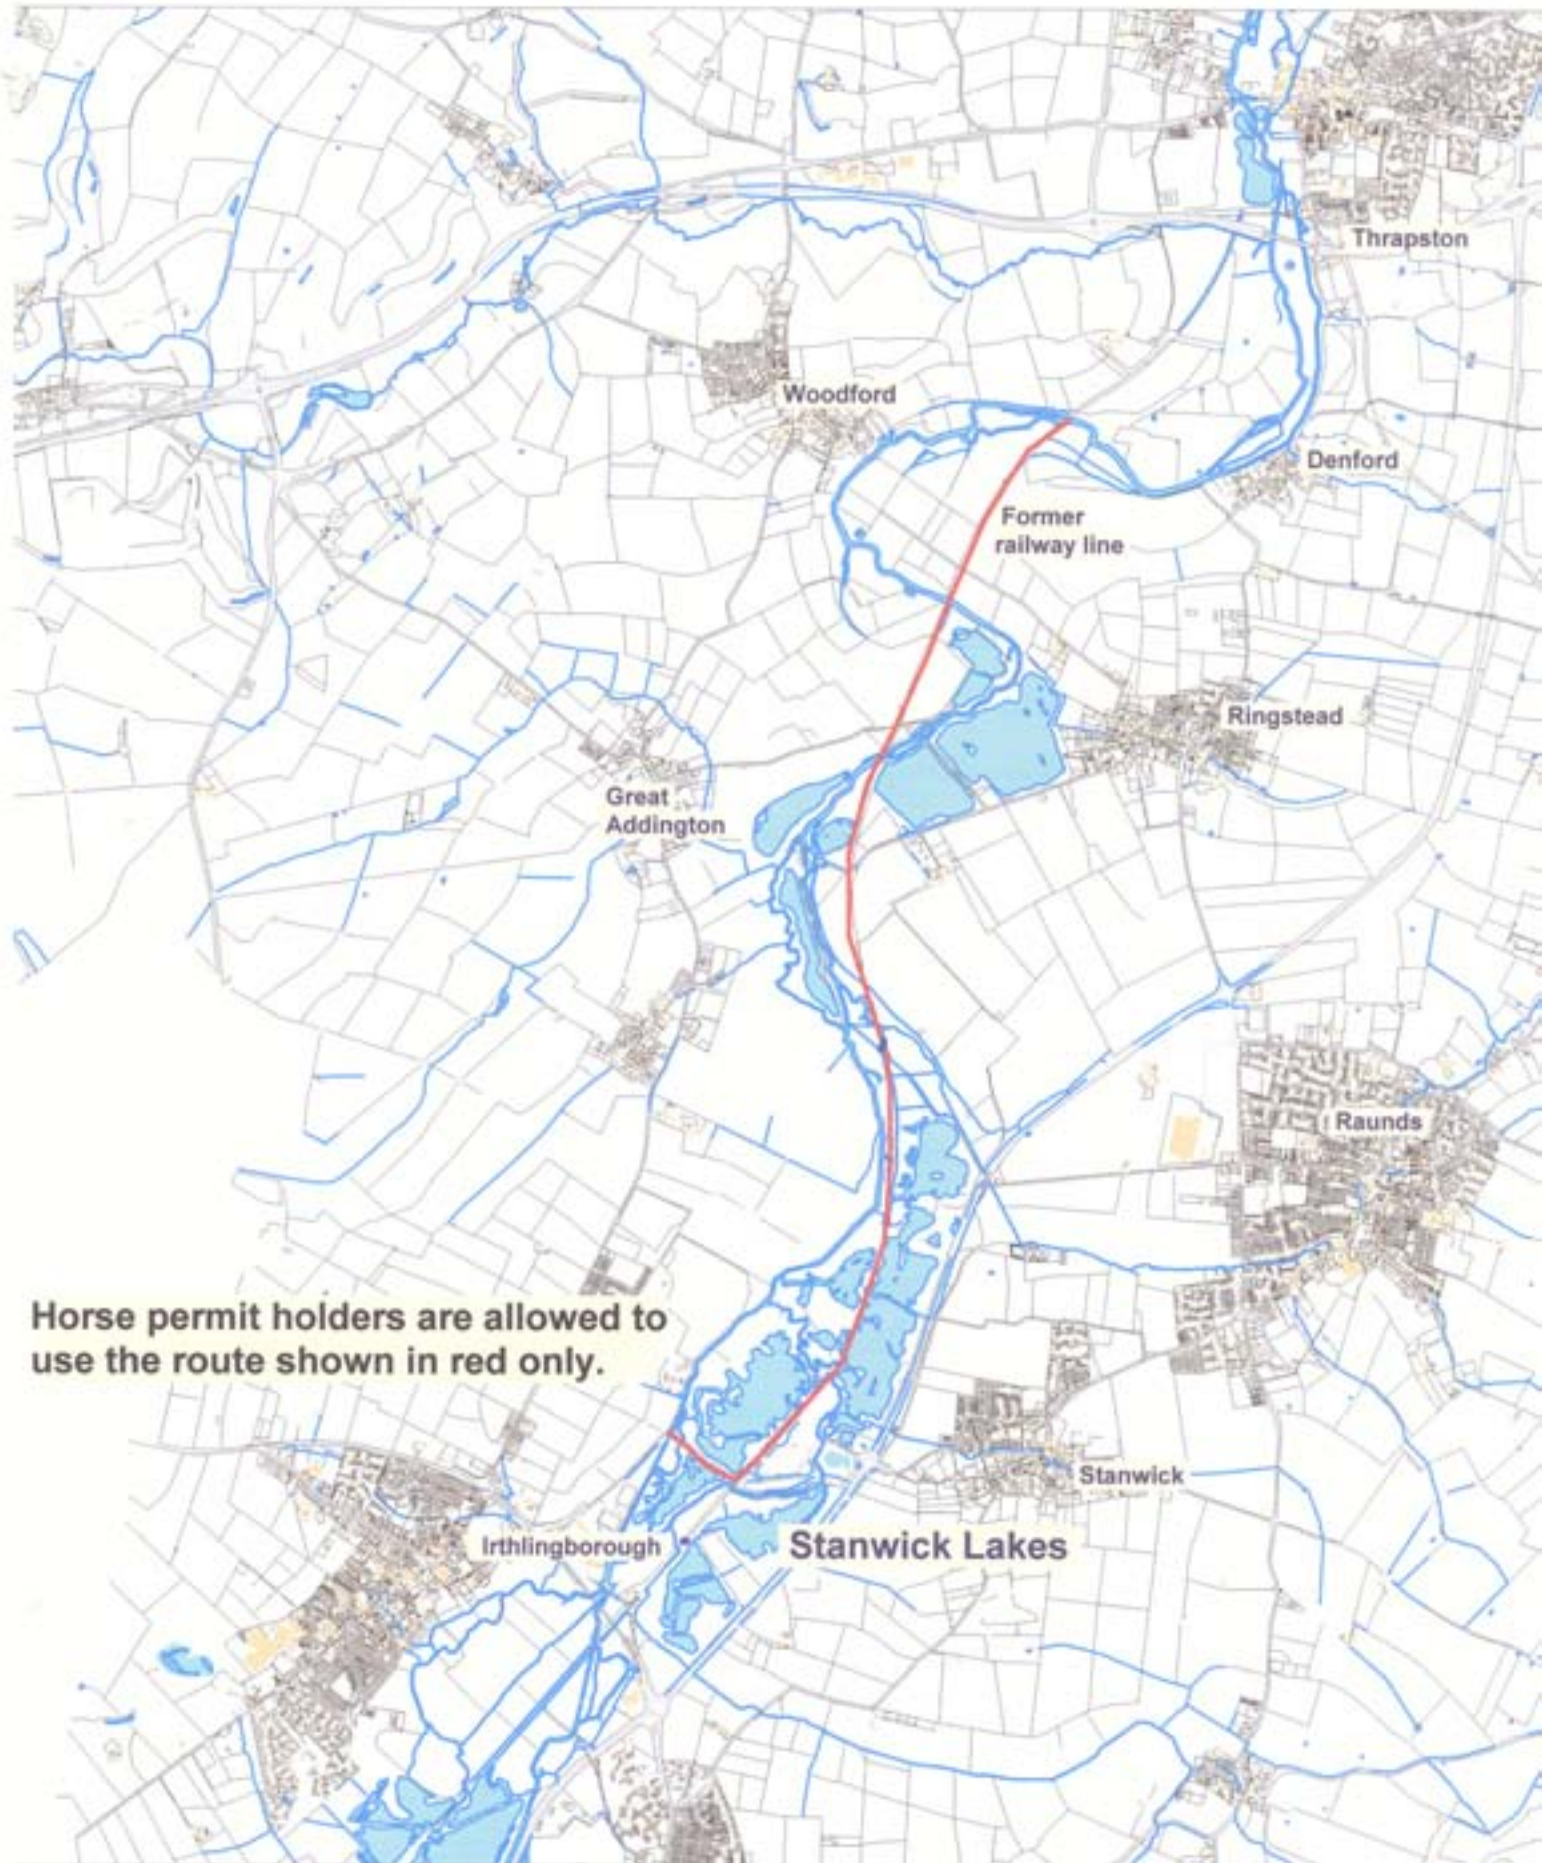 Thrapston
Woodford
Denford
Former
railway line
Ringstead
Great
Addington
Raunds
Horse permit holders are allowed to
use the route shown in red only.
Stanwick
Irthlingborough
Stanwick Lakes